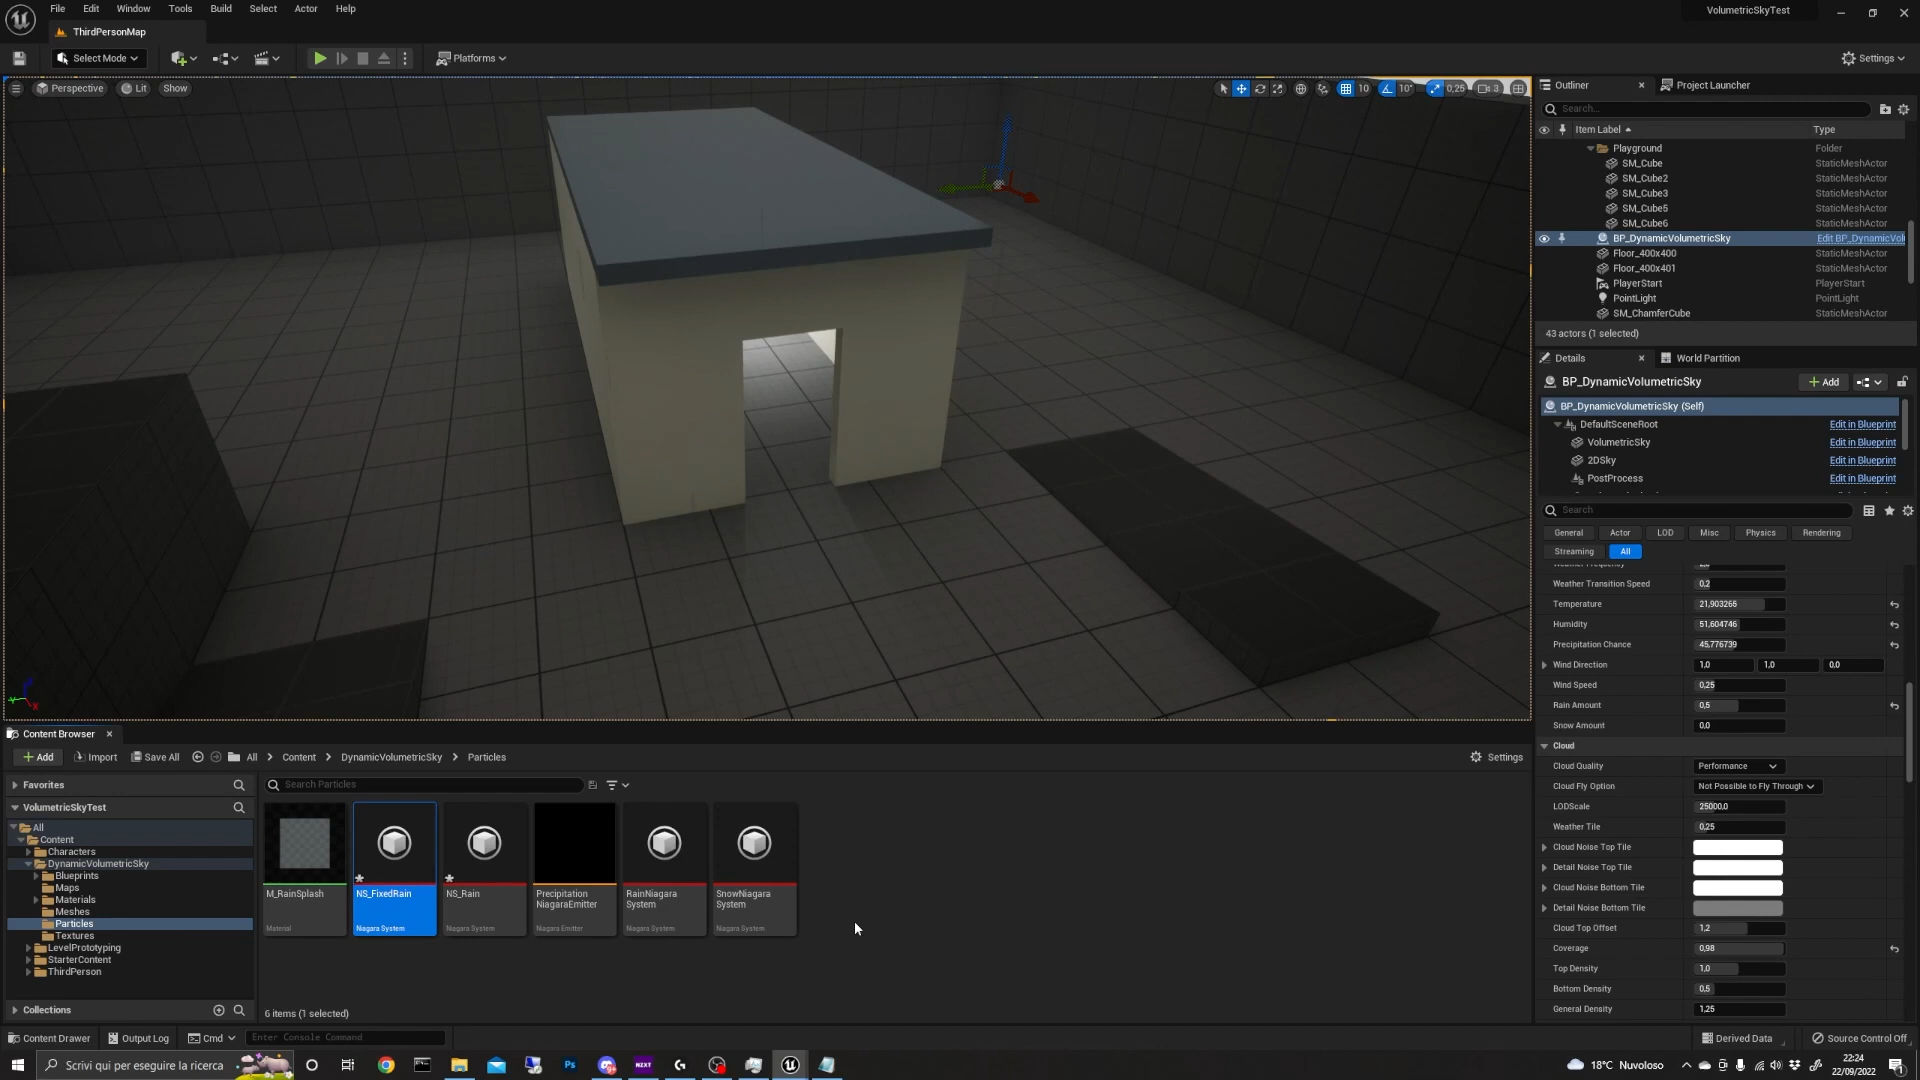 File Edit Window Tools Build Select Actor Help
VolumetricSkyTest
ThirdPersonMap
Select Mode
Platforms
Settings
Perspective Lit Show
10 10° 0,25 3
Outliner Project Launcher
Search...
Item Label Type
Playground Folder
SM_Cube StaticMeshActor
SM_Cube2 StaticMeshActor
SM_Cube3 StaticMeshActor
SM_Cube5 StaticMeshActor
SM_Cube6 StaticMeshActor
BP_DynamicVolumetricSky Edit BP_DynamicVol
Floor_400x400 StaticMeshActor
Floor_400x401 StaticMeshActor
PlayerStart PlayerStart
PointLight PointLight
SM_ChamferCube StaticMeshActor
43 actors (1 selected)
Details World Partition
BP_DynamicVolumetricSky Add
BP_DynamicVolumetricSky (Self)
DefaultSceneRoot Edit in Blueprint
VolumetricSky Edit in Blueprint
2DSky Edit in Blueprint
PostProcess Edit in Blueprint
Search
General Actor LOD Misc Physics Rendering
Streaming All
Weather Frequency
Weather Transition Speed 0,2
Temperature 21,903265
Humidity 51,604746
Precipitation Chance 45,776739
Wind Direction 1,0 1,0 0,0
Wind Speed 0,25
Rain Amount 0,5
Snow Amount 0,0
Cloud
Cloud Quality Performance
Cloud Fly Option Not Possible to Fly Through
LODScale 25000,0
Weather Tile 0,25
Cloud Noise Top Tile
Detail Noise Top Tile
Cloud Noise Bottom Tile
Detail Noise Bottom Tile
Cloud Top Offset 1,2
Coverage 0,98
Top Density 1,0
Bottom Density 0,5
General Density 1,25
Content Browser
Add Import Save All All Content DynamicVolumetricSky Particles Settings
Favorites
Search Particles
VolumetricSkyTest
All
Content
Characters
DynamicVolumetricSky
Blueprints
Maps
Materials
Meshes
Particles
Textures
LevelPrototyping
StarterContent
ThirdPerson
Collections
M_RainSplash
Material
NS_FixedRain
Niagara System
NS_Rain
Niagara System
Precipitation
NiagaraEmitter
Niagara Emitter
RainNiagara
System
Niagara System
SnowNiagara
System
Niagara System
6 items (1 selected)
Content Drawer Output Log Cmd Enter Console Command
Derived Data Source Control Off
Scrivi qui per eseguire la ricerca
Ps
NZXT
18°C Nuvoloso
22:24
22/09/2022